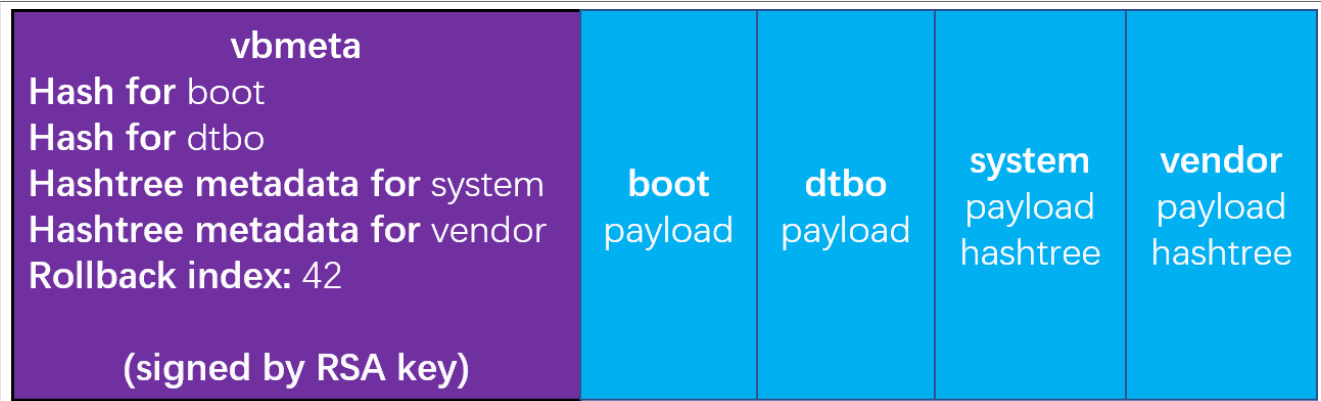 vbmeta
Hash for boot
Hash for dtbo
Hashtree metadata for system
Hashtree metadata for vendor
Rollback index: 42
(signed by RSA key)
boot
payload
dtbo
payload
system
payload
hashtree
vendor
payload
hashtree